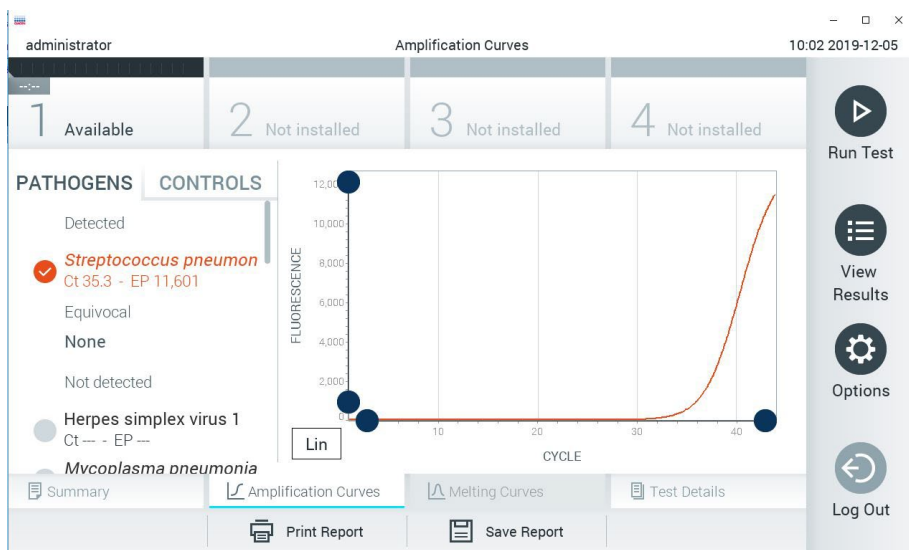 administrator
Amplification Curves
10:02 2019-12-05
--:--
1 Available
2 Not installed
3 Not installed
4 Not installed
Run Test
View
Results
Options
Log Out
PATHOGENS CONTROLS
Detected
Streptococcus pneumon
Ct 35.3 - EP 11,601
Equivocal
None
Not detected
Herpes simplex virus 1
Ct --- - EP ---
Mycoplasma pneumonia
FLUORESCENCE
12,00
10,000
8,000
6,000
4,000
2,000
0
10 20 30 40
CYCLE
Lin
Summary
Amplification Curves
Melting Curves
Test Details
Print Report
Save Report